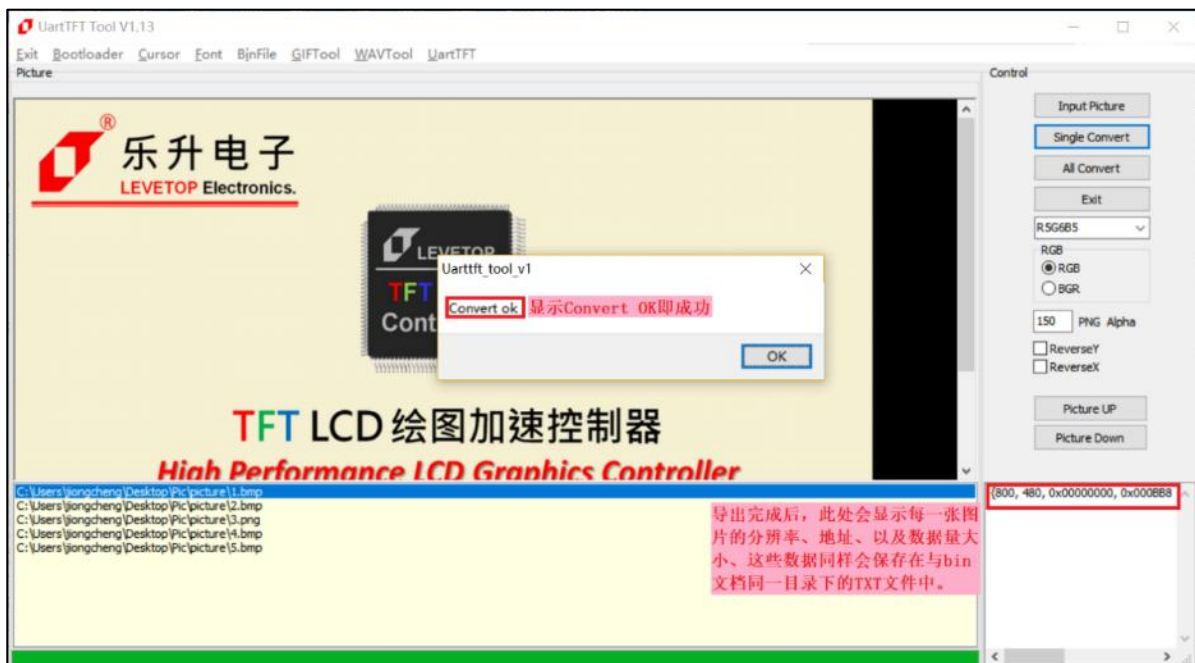 UartTFT Tool V1.13
Exit Bootloader Cursor Font BinFile GIFTool WAVTool UartTFT
Picture
Control
®
乐升电子
LEVETOP Electronics.
LEVETOP
TFT
Cont
TFT LCD 绘图加速控制器
High Performance LCD Graphics Controller
Uarttft_tool_v1
Convert ok
显示Convert OK即成功
OK
Input Picture
Single Convert
All Convert
Exit
R5G6B5
RGB
RGB
BGR
150 PNG Alpha
ReverseY
ReverseX
Picture UP
Picture Down
C:\Users\jiongcheng\Desktop\Pic\picture\1.bmp
C:\Users\jiongcheng\Desktop\Pic\picture\2.bmp
C:\Users\jiongcheng\Desktop\Pic\picture\3.png
C:\Users\jiongcheng\Desktop\Pic\picture\4.bmp
C:\Users\jiongcheng\Desktop\Pic\picture\5.bmp
导出完成后，此处会显示每一张图
片的分辨率、地址、以及数据量大
小、这些数据同样会保存在与bin
文档同一目录下的TXT文件中。
{800, 480, 0x00000000, 0x000BB8